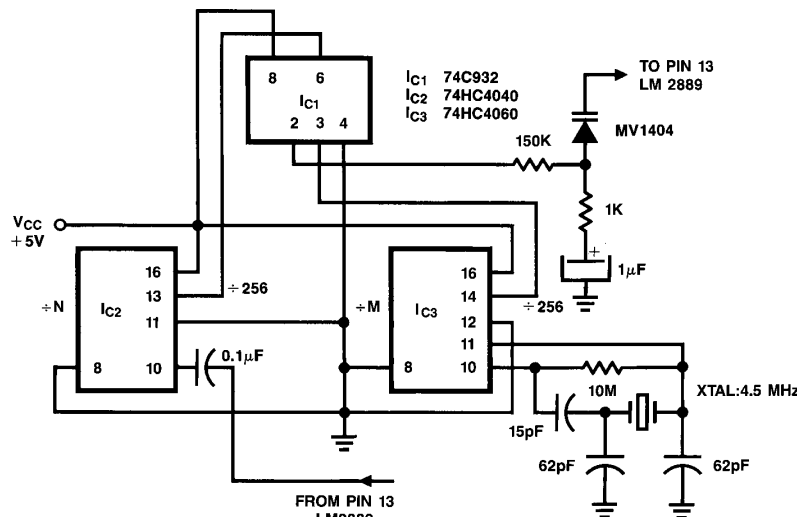 8 6
IC1
2 3 4
IC1 74C932
IC2 74HC4040
IC3 74HC4060
TO PIN 13
LM 2889
MV1404
150K
1K
+
1µF
VCC
+5V
÷N
IC2
16
13
11
8 10
÷256
0.1µF
÷M
IC3
16
14
12
11
8 10
÷256
10M
XTAL:4.5 MHz
15pF
62pF
62pF
FROM PIN 13